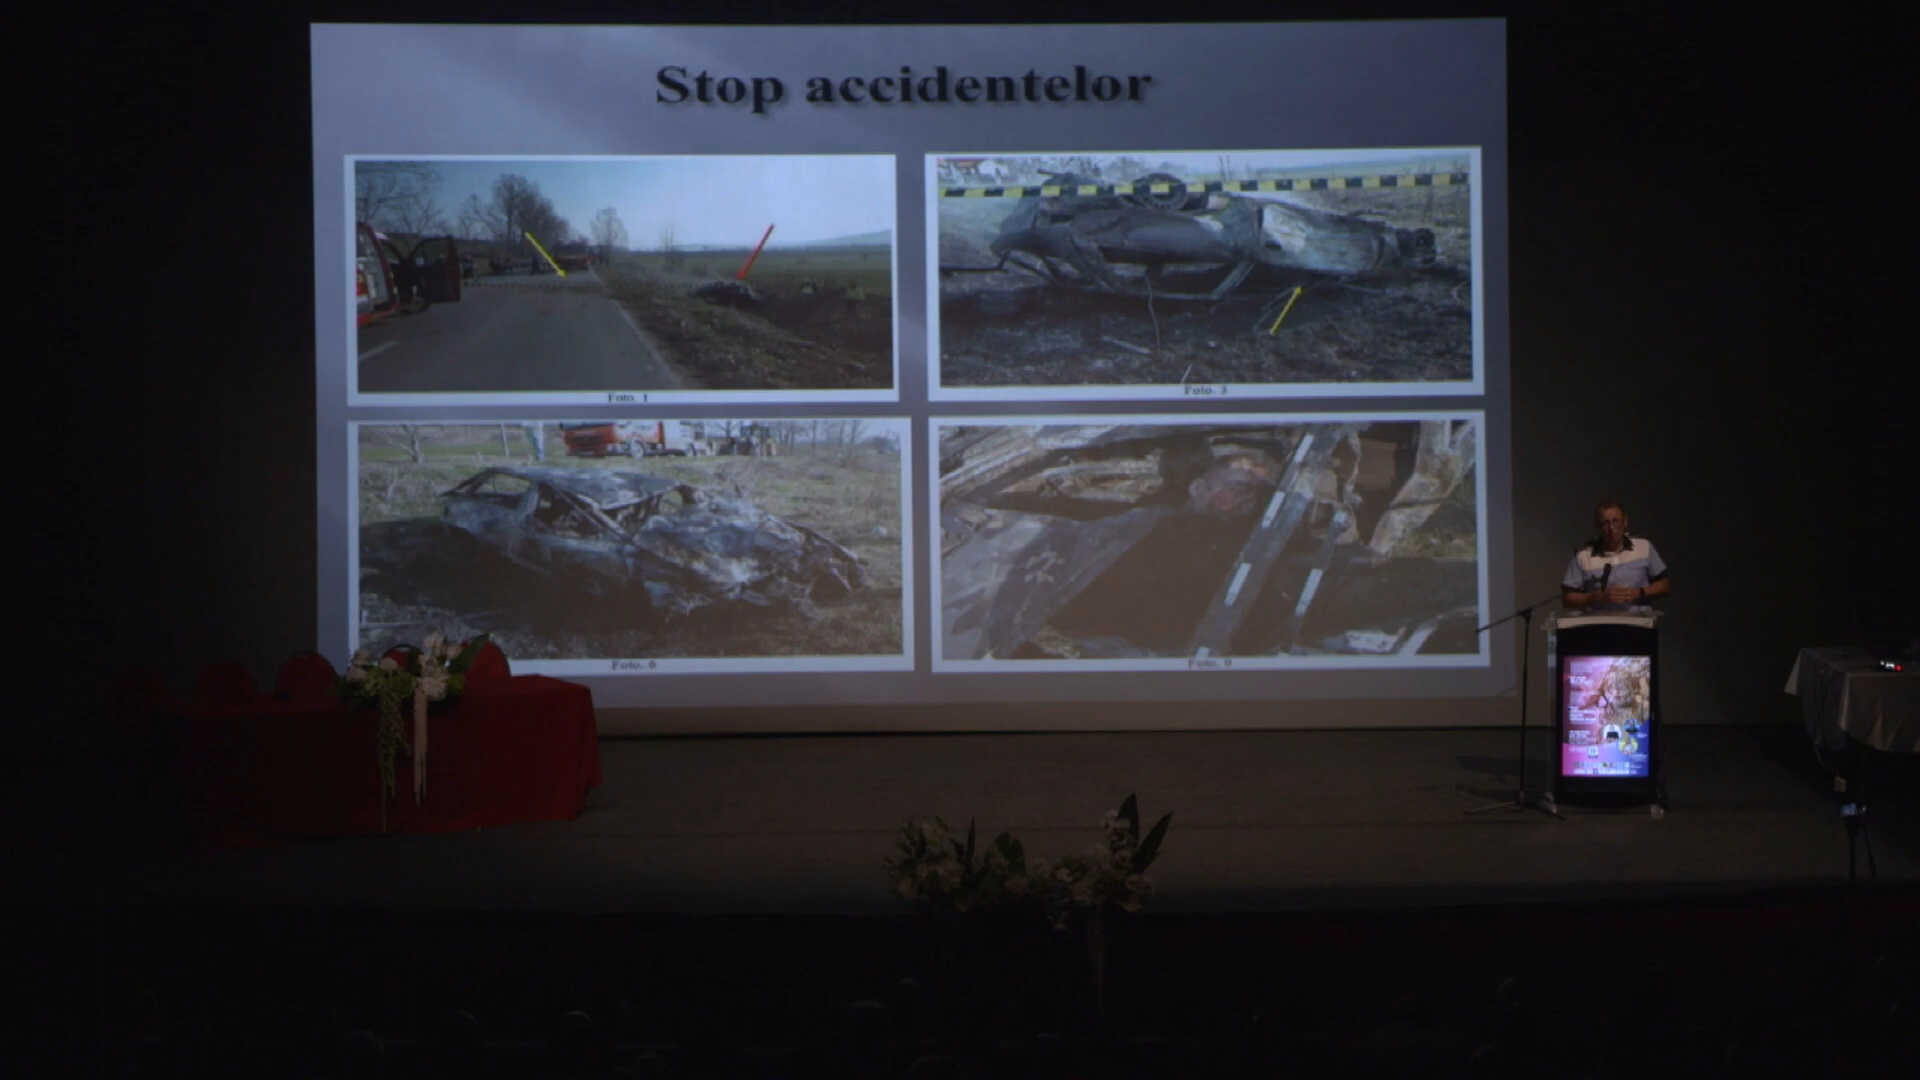 Stop accidentelor
Foto. 1
Foto. 3
Foto. 6
Foto. 9